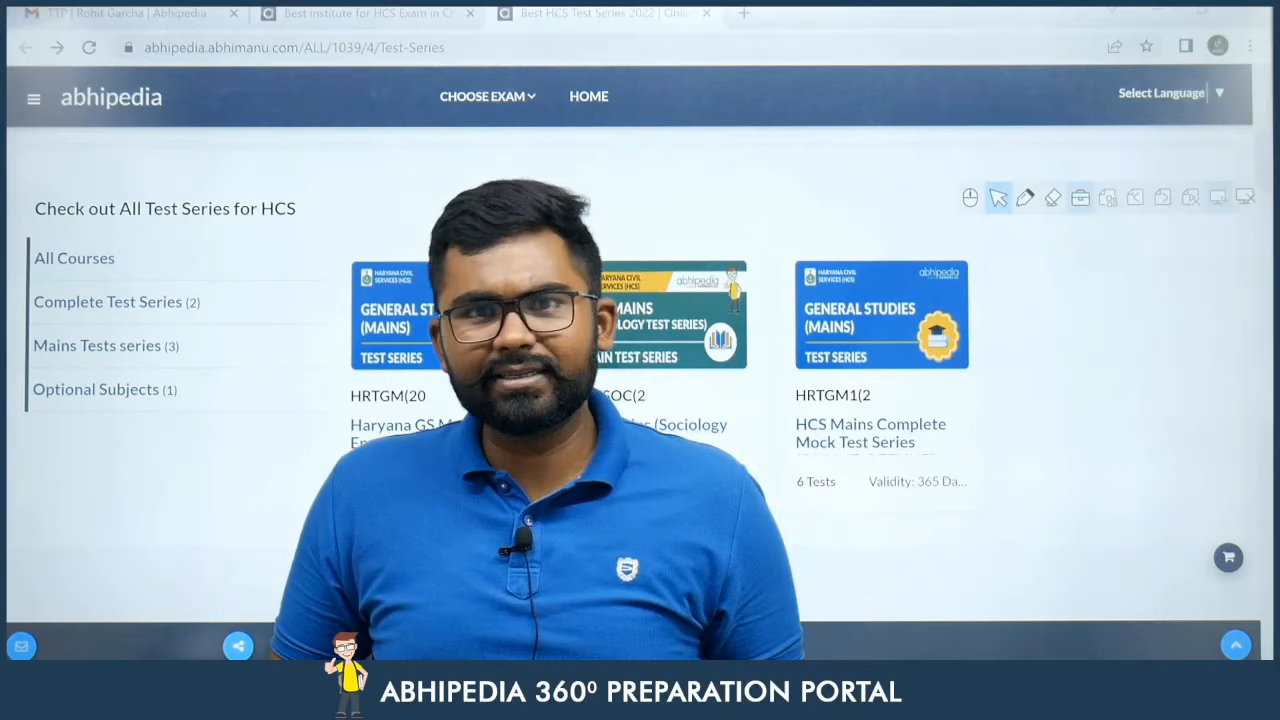 TTP | Rohit Garcha | Abhipedia
Best institute for HCS Exam in C
Best HCS Test Series 2022 | Onli
abhipedia.abhimanu.com/ALL/1039/4/Test-Series
abhipedia
CHOOSE EXAM
HOME
Select Language
Check out All Test Series for HCS
All Courses
Complete Test Series (2)
Mains Tests series (3)
Optional Subjects (1)
HARYANA CIVIL
SERVICES (HCS)
GENERAL ST
(MAINS)
TEST SERIES
HRTGM(20
Haryana GS M
ARYANA CIVIL
RVICES (HCS)
abhipedia
MAINS
LOGY TEST SERIES)
AIN TEST SERIES
SOC(2
(Sociology
HARYANA CIVIL
SERVICES (HCS)
abhipedia
GENERAL STUDIES
(MAINS)
TEST SERIES
HRTGM1(2
HCS Mains Complete
Mock Test Series
6 Tests
Validity: 365 Da...
ABHIPEDIA 360⁰ PREPARATION PORTAL